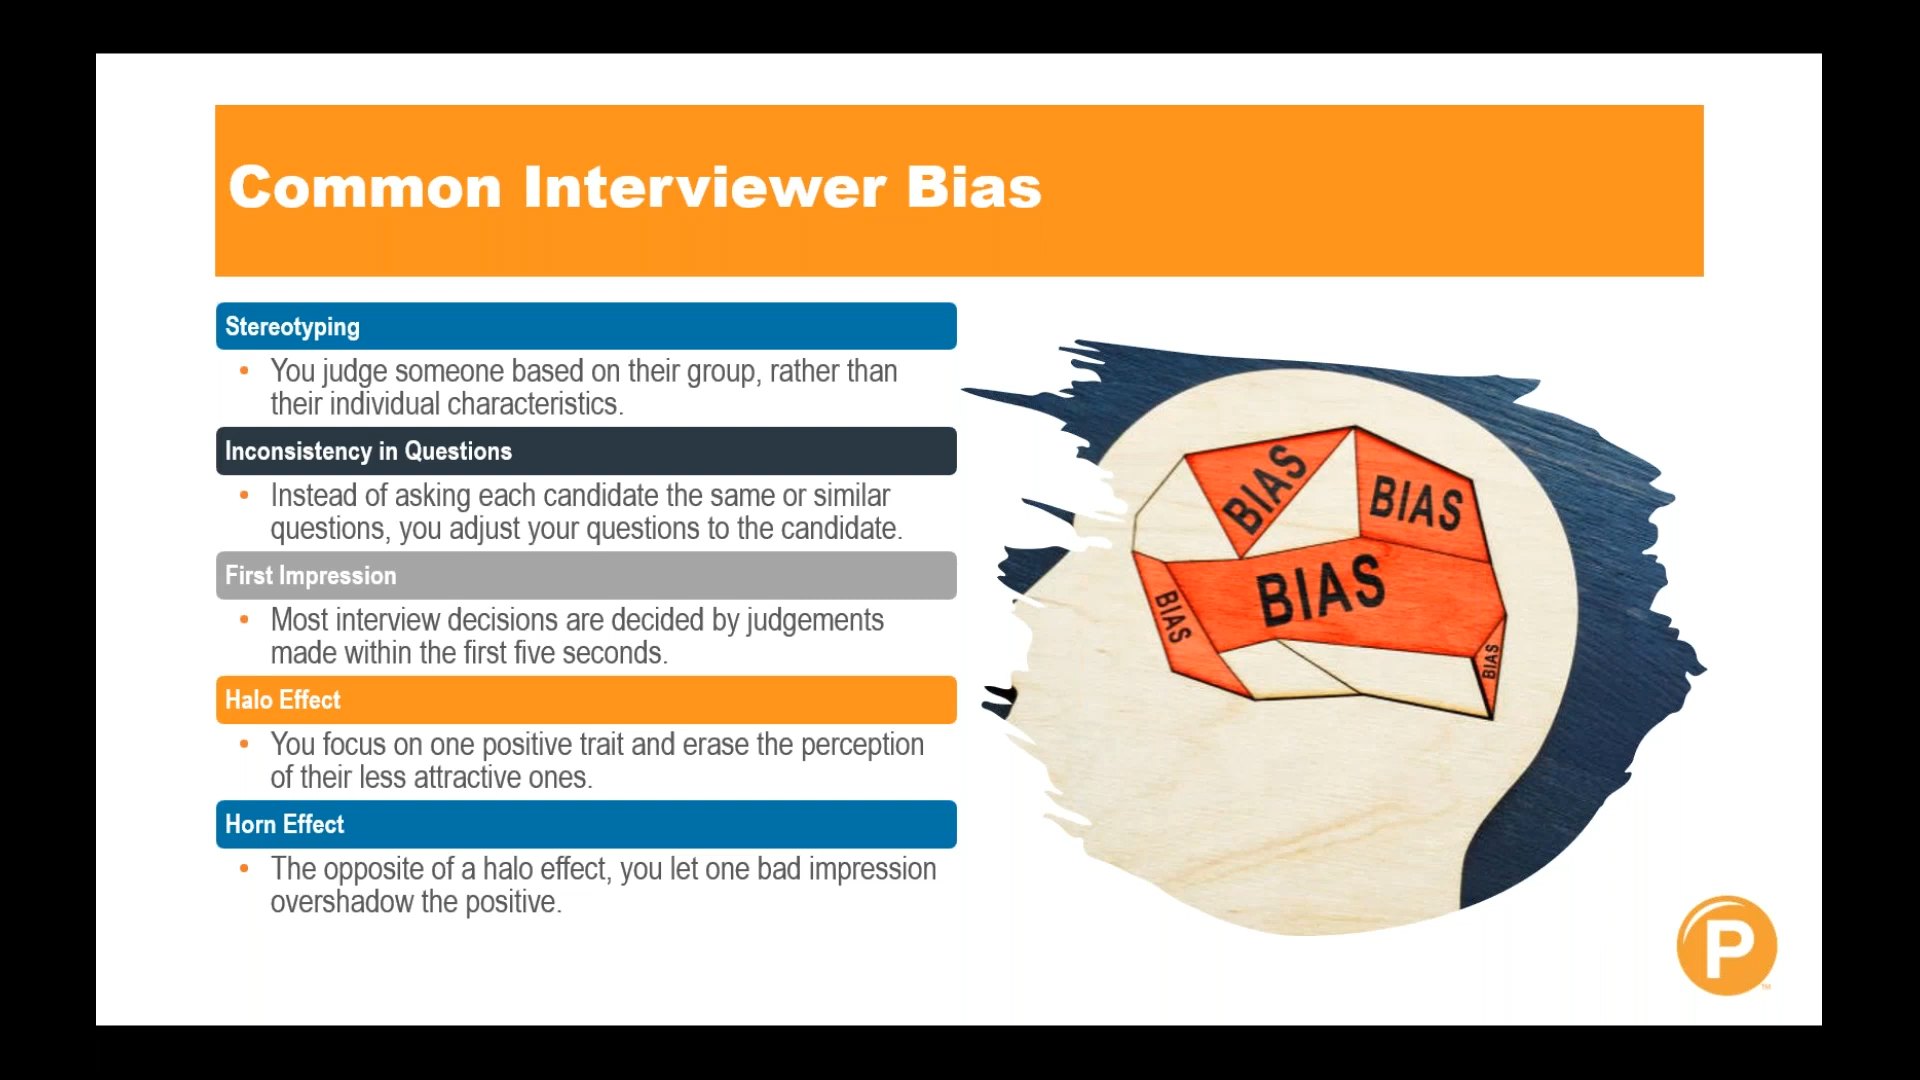 Common Interviewer Bias
Stereotyping
• You judge someone based on their group, rather than
their individual characteristics.
Inconsistency in Questions
• Instead of asking each candidate the same or similar
questions, you adjust your questions to the candidate.
First Impression
• Most interview decisions are decided by judgements
made within the first five seconds.
Halo Effect
• You focus on one positive trait and erase the perception
of their less attractive ones.
Horn Effect
• The opposite of a halo effect, you let one bad impression
overshadow the positive.
BIAS
BIAS
BIAS
BIAS
BIAS
P
TM